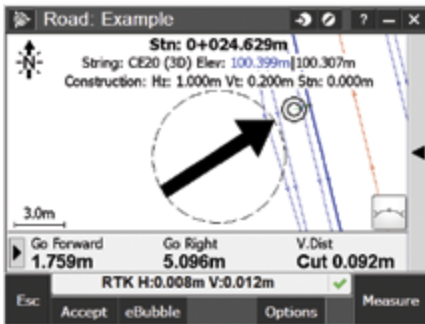 Road: Example ? – X
Stn: 0+024.629m
String: CE20 (3D) Elev: 100.399m|100.307m
Construction: Hz: 1.000m Vt: 0.200m Stn: 0.000m
N
3.0m
Go Forward Go Right V.Dist
1.759m 5.096m Cut 0.092m
RTK H:0.008m V:0.012m
Esc Accept eBubble Options Measure